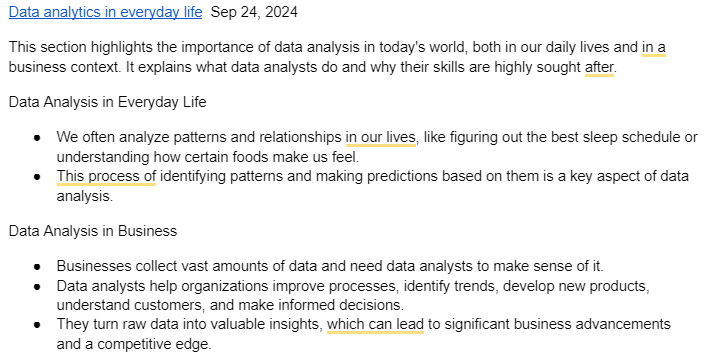 Data analytics in everyday life Sep 24, 2024
This section highlights the importance of data analysis in today's world, both in our daily lives and in a
business context. It explains what data analysts do and why their skills are highly sought after.
Data Analysis in Everyday Life
● We often analyze patterns and relationships in our lives, like figuring out the best sleep schedule or
understanding how certain foods make us feel.
● This process of identifying patterns and making predictions based on them is a key aspect of data
analysis.
Data Analysis in Business
● Businesses collect vast amounts of data and need data analysts to make sense of it.
● Data analysts help organizations improve processes, identify trends, develop new products,
understand customers, and make informed decisions.
● They turn raw data into valuable insights, which can lead to significant business advancements
and a competitive edge.